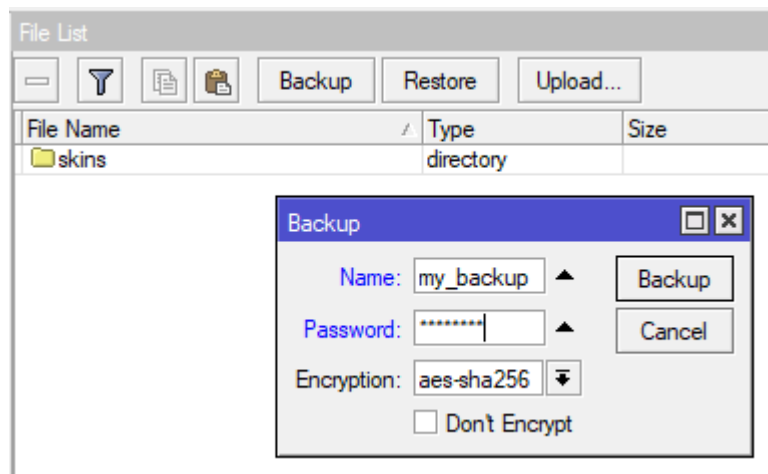 File List
Backup Restore Upload...
File Name Type Size
skins directory
Backup
Name: my_backup Backup
Password: ******** Cancel
Encryption: aes-sha256
Don't Encrypt